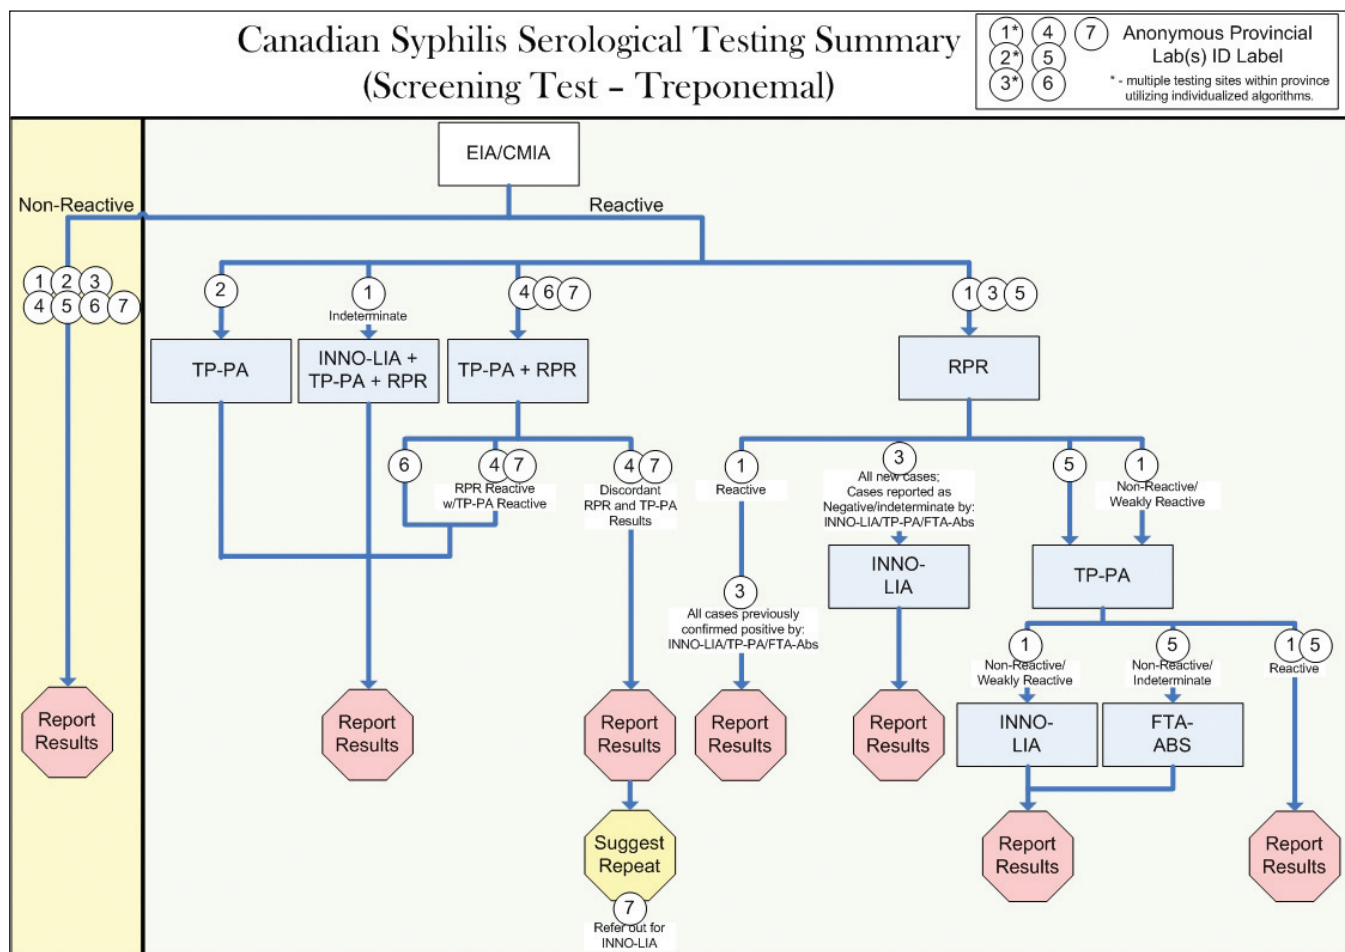 Canadian Syphilis Serological Testing Summary
(Screening Test – Treponemal)
1* 4 7
2* 5
3* 6
Anonymous Provincial
Lab(s) ID Label
* - multiple testing sites within province
utilizing individualized algorithms.
EIA/CMIA
Non-Reactive
Reactive
1 2 3
4 5 6 7
2
1
Indeterminate
4 6 7
1 3 5
TP-PA
INNO-LIA +
TP-PA + RPR
TP-PA + RPR
RPR
6
4 7
RPR Reactive
w/TP-PA Reactive
4 7
Discordant
RPR and TP-PA
Results
1
Reactive
3
All new cases;
Cases reported as
Negative/indeterminate by:
INNO-LIA/TP-PA/FTA-Abs
5
1
Non-Reactive/
Weakly Reactive
INNO-
LIA
TP-PA
3
All cases previously
confirmed positive by:
INNO-LIA/TP-PA/FTA-Abs
1
Non-Reactive/
Weakly Reactive
5
Non-Reactive/
Indeterminate
1 5
Reactive
Report
Results
Report
Results
Report
Results
Report
Results
Report
Results
INNO-
LIA
FTA-
ABS
Suggest
Repeat
7
Refer out for
INNO-LIA
Report
Results
Report
Results